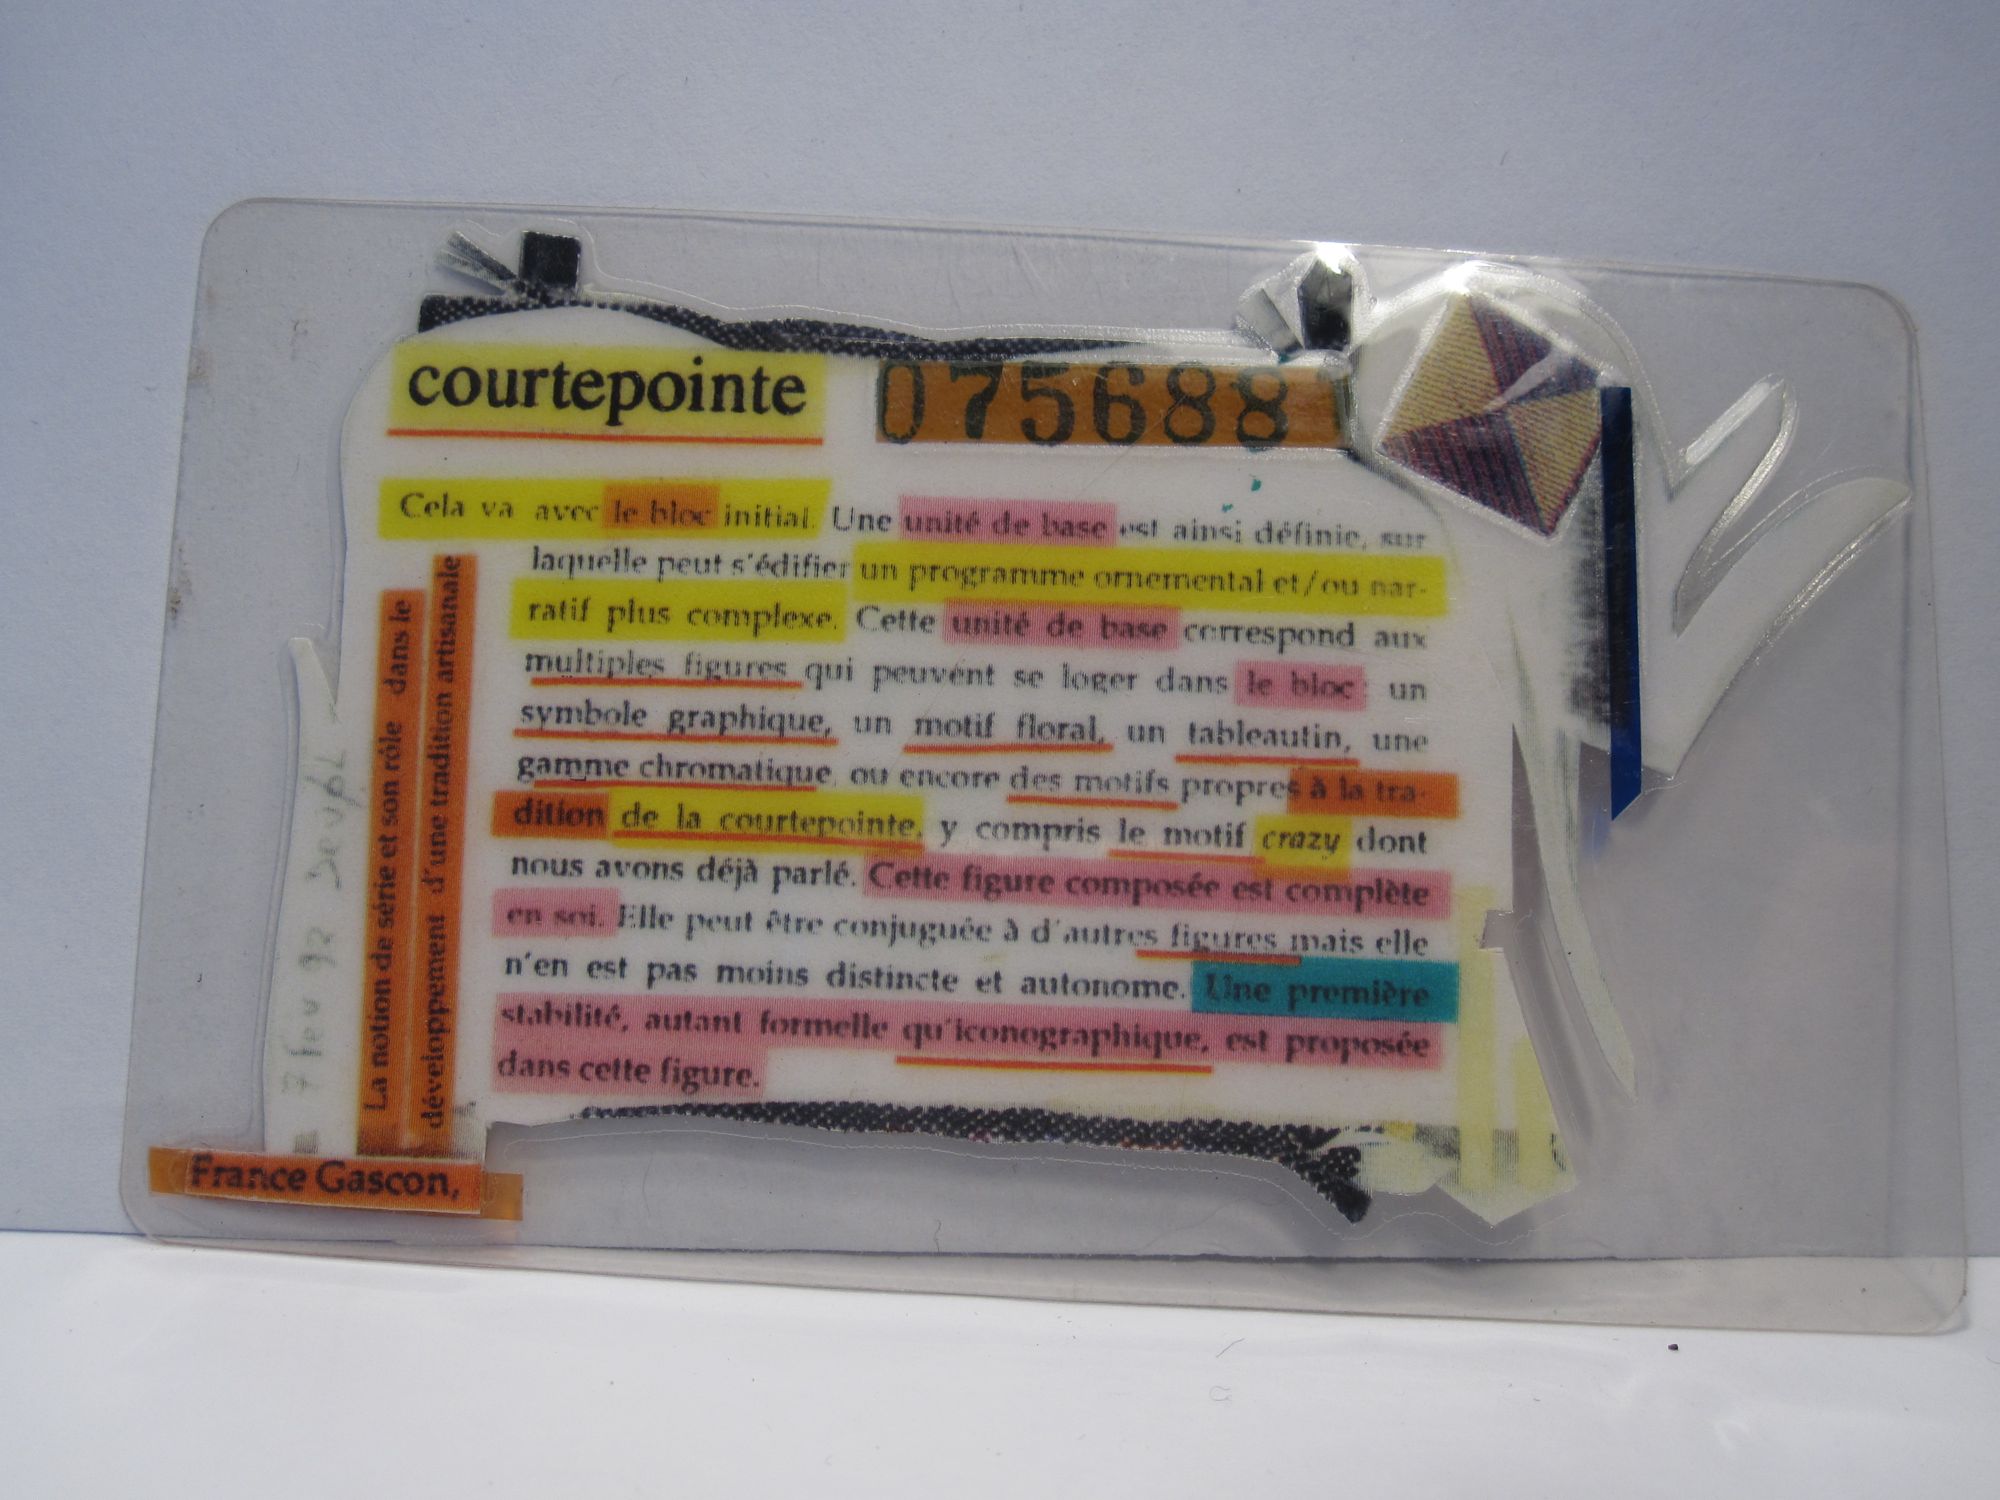 courtepointe
075688
Cela va avec le bloc initial. Une unité de base est ainsi définie, sur
laquelle peut s'édifier un programme ornemental et/ou nar-
ratif plus complexe. Cette unité de base correspond aux
multiples figures qui peuvent se loger dans le bloc : un
symbole graphique, un motif floral, un tableautin, une
gamme chromatique, ou encore des motifs propres à la tra-
dition de la courtepointe, y compris le motif crazy dont
nous avons déjà parlé. Cette figure composée est complète
en soi. Elle peut être conjuguée à d'autres figures mais elle
n'en est pas moins distincte et autonome. Une première
stabilité, autant formelle qu'iconographique, est proposée
dans cette figure.
La notion de série et son rôle dans le
développement d'une tradition artisanale
France Gascon,